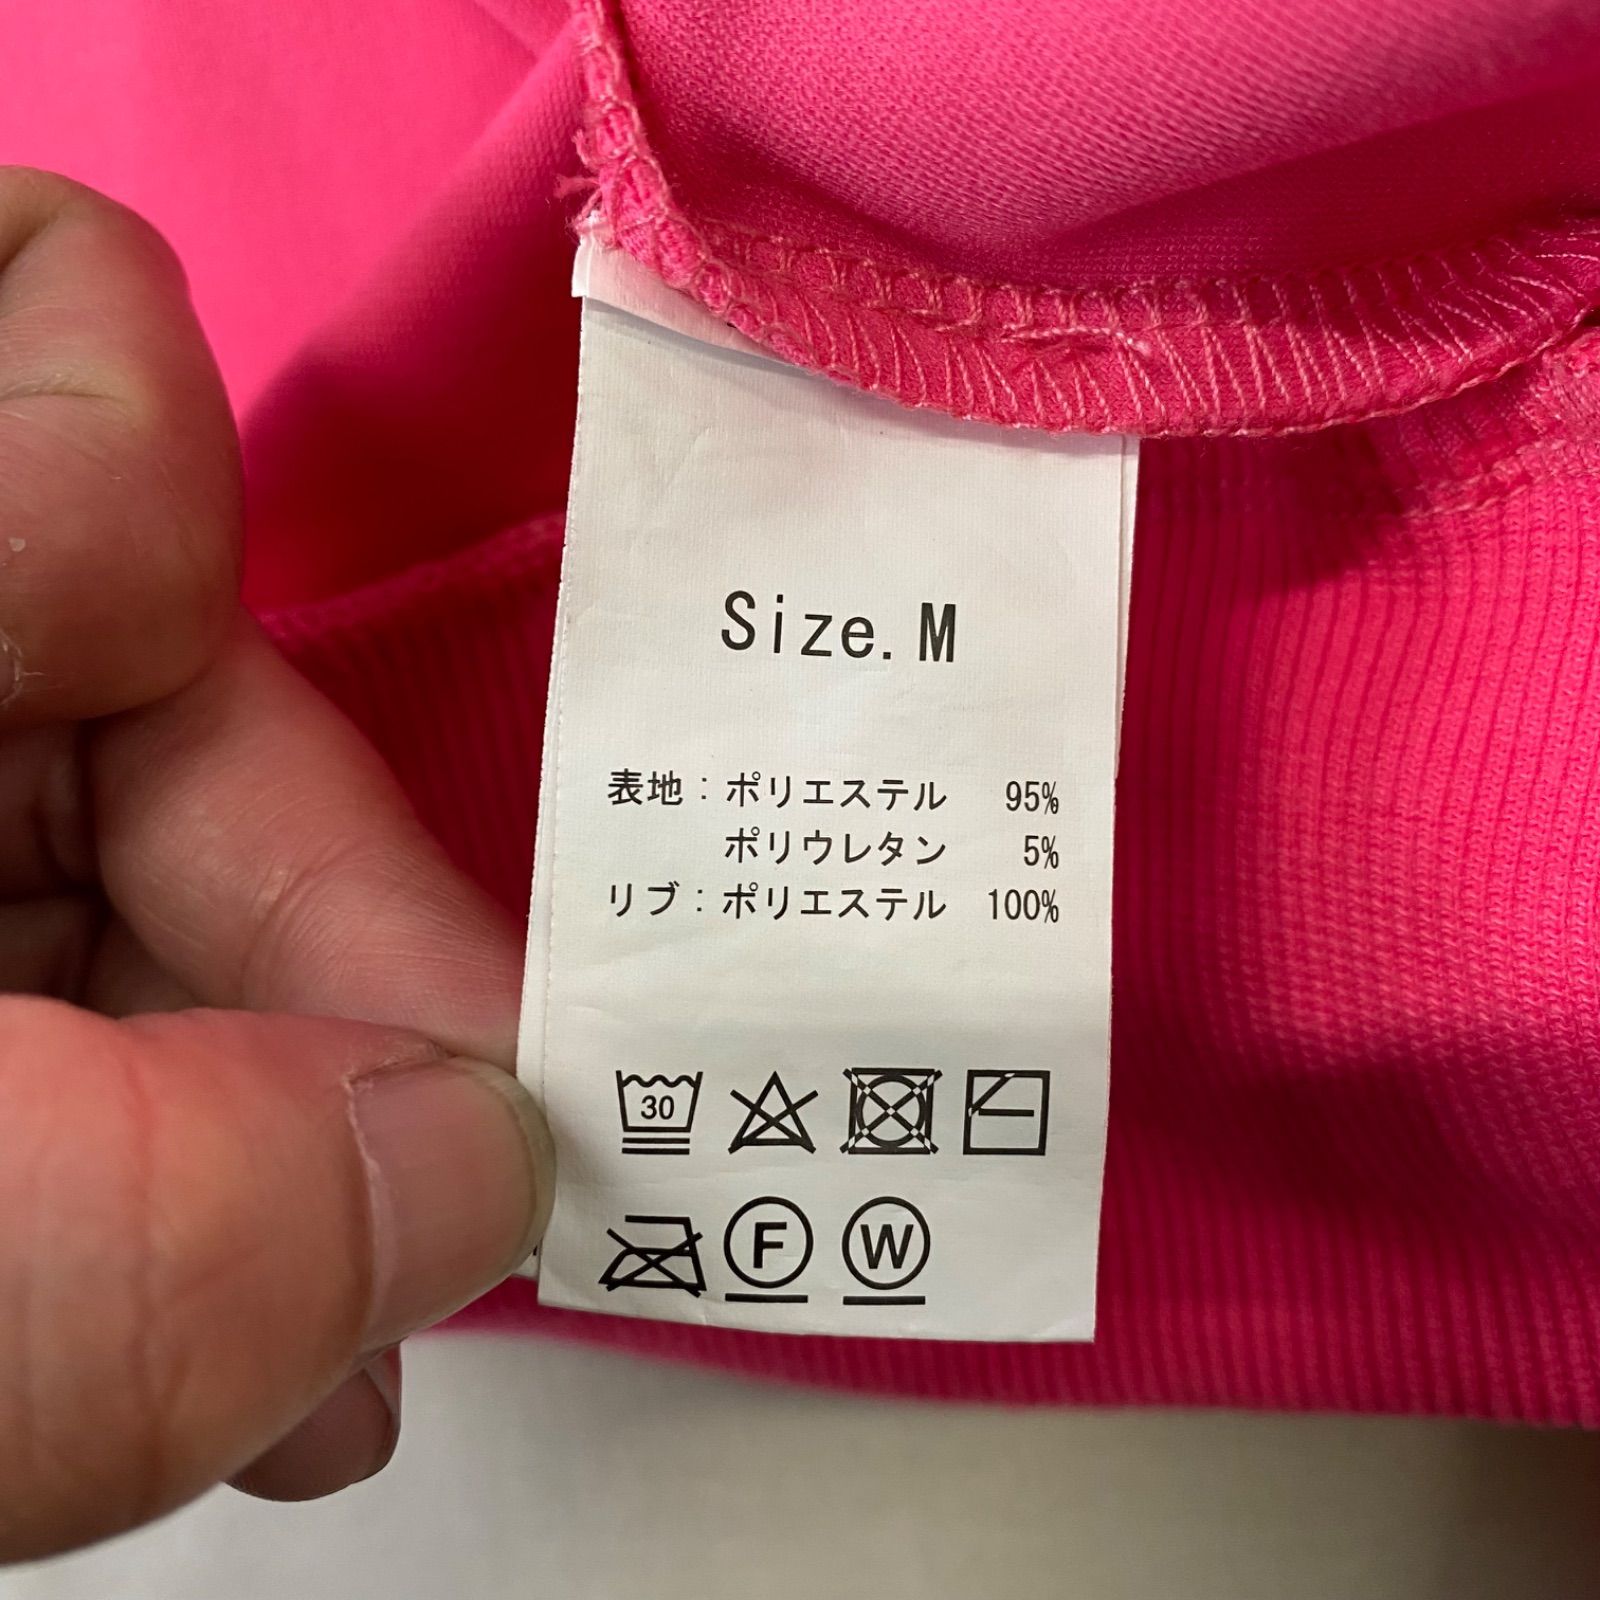 Size.M
表地：ポリエステル 95%
ポリウレタン 5%
リブ：ポリエステル 100%
30
F W